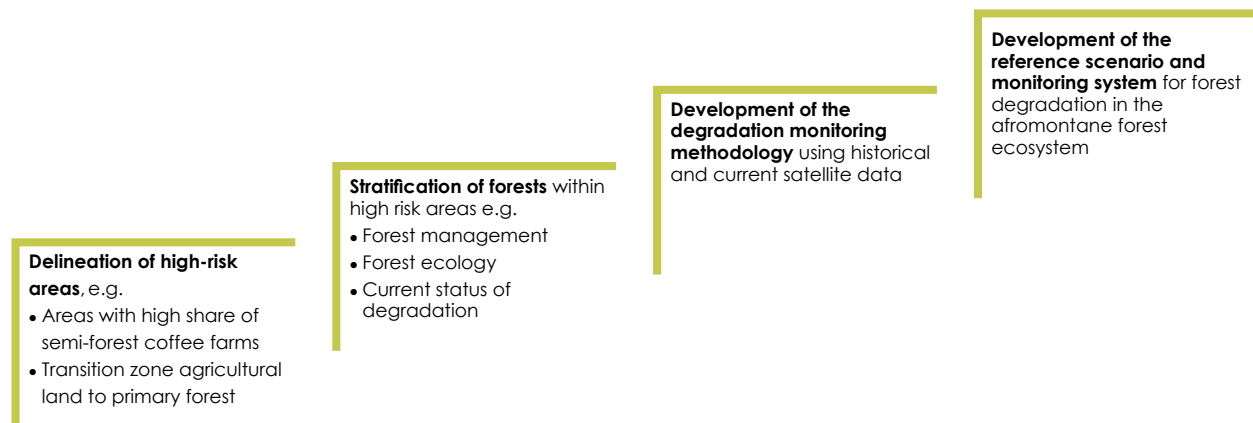 Delineation of high-risk
areas, e.g.
• Areas with high share of
semi-forest coffee farms
• Transition zone agricultural
land to primary forest
Stratification of forests within
high risk areas e.g.
• Forest management
• Forest ecology
• Current status of
degradation
Development of the
degradation monitoring
methodology using historical
and current satellite data
Development of the
reference scenario and
monitoring system for forest
degradation in the
afromontane forest
ecosystem